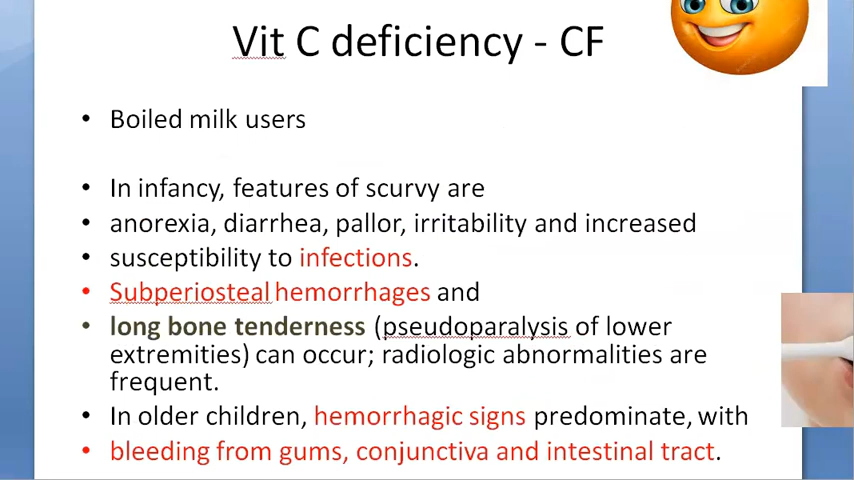 Vit C deficiency - CF
• Boiled milk users
• In infancy, features of scurvy are
• anorexia, diarrhea, pallor, irritability and increased
• susceptibility to infections.
• Subperiosteal hemorrhages and
• long bone tenderness (pseudoparalysis of lower
extremities) can occur; radiologic abnormalities are
frequent.
• In older children, hemorrhagic signs predominate, with
• bleeding from gums, conjunctiva and intestinal tract.